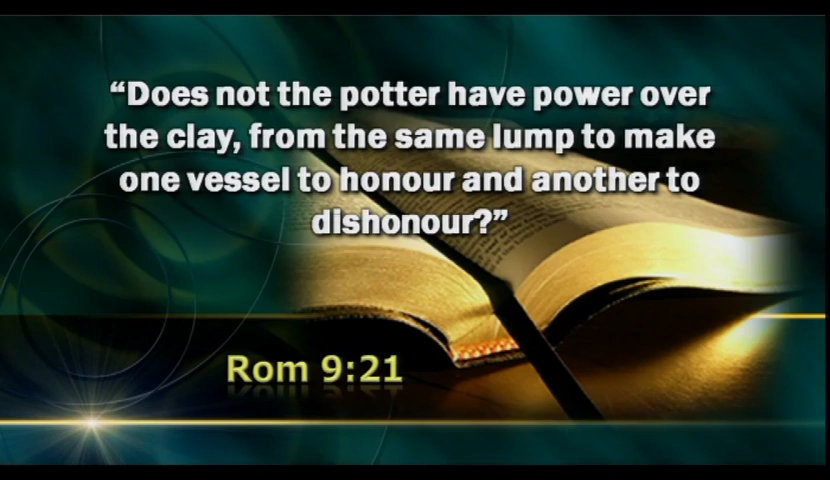 “Does not the potter have power over
the clay, from the same lump to make
one vessel to honour and another to
dishonour?”
Rom 9:21